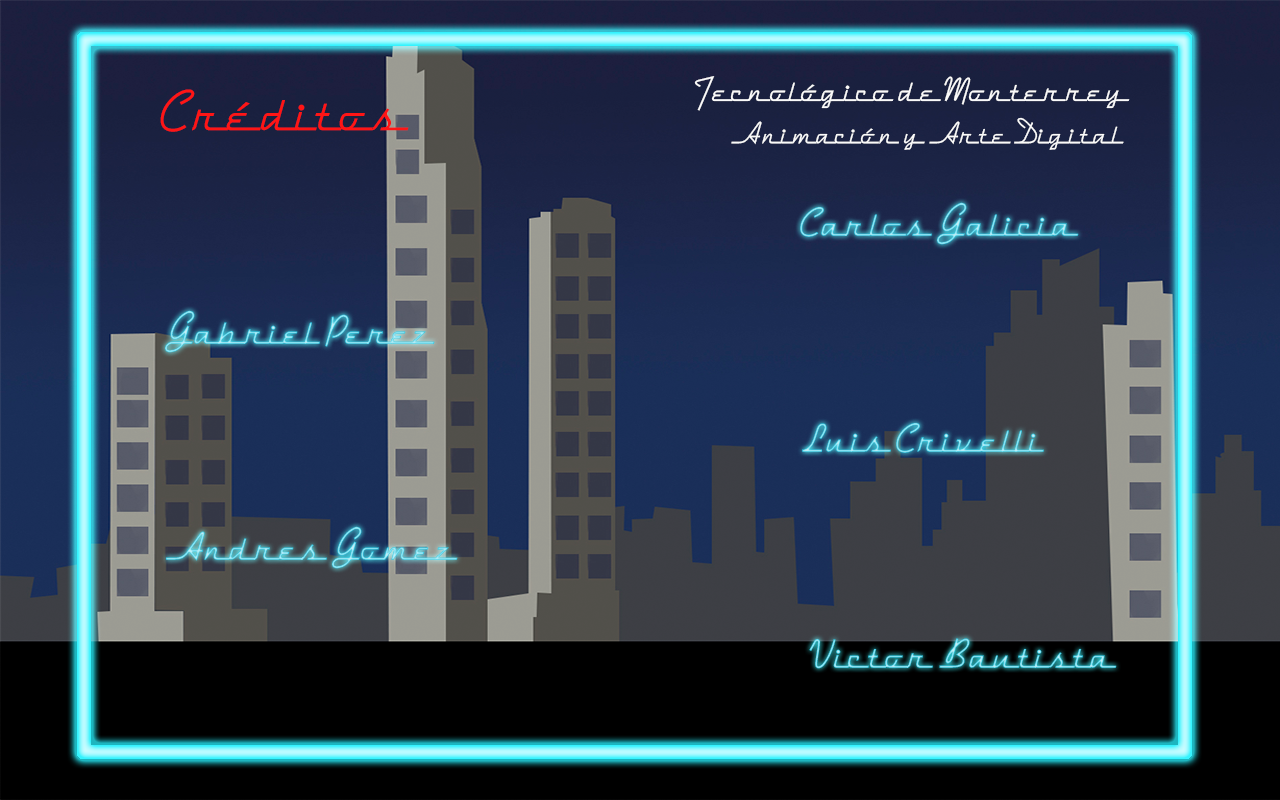 Créditos
Tecnológico de Monterrey
Animación y Arte Digital
Carlos Galicia
Gabriel Perez
Luis Crivelli
Andres Gomez
Victor Bautista